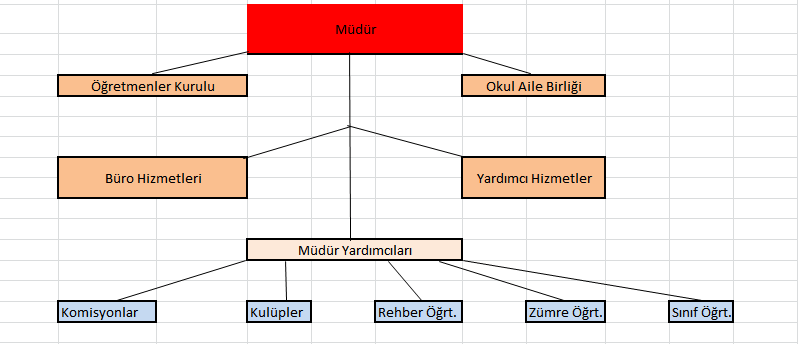 Müdür
Öğretmenler Kurulu
Okul Aile Birliği
Büro Hizmetleri
Yardımcı Hizmetler
Müdür Yardımcıları
Komisyonlar
Kulüpler
Rehber Öğrt.
Zümre Öğrt.
Sınıf Öğrt.